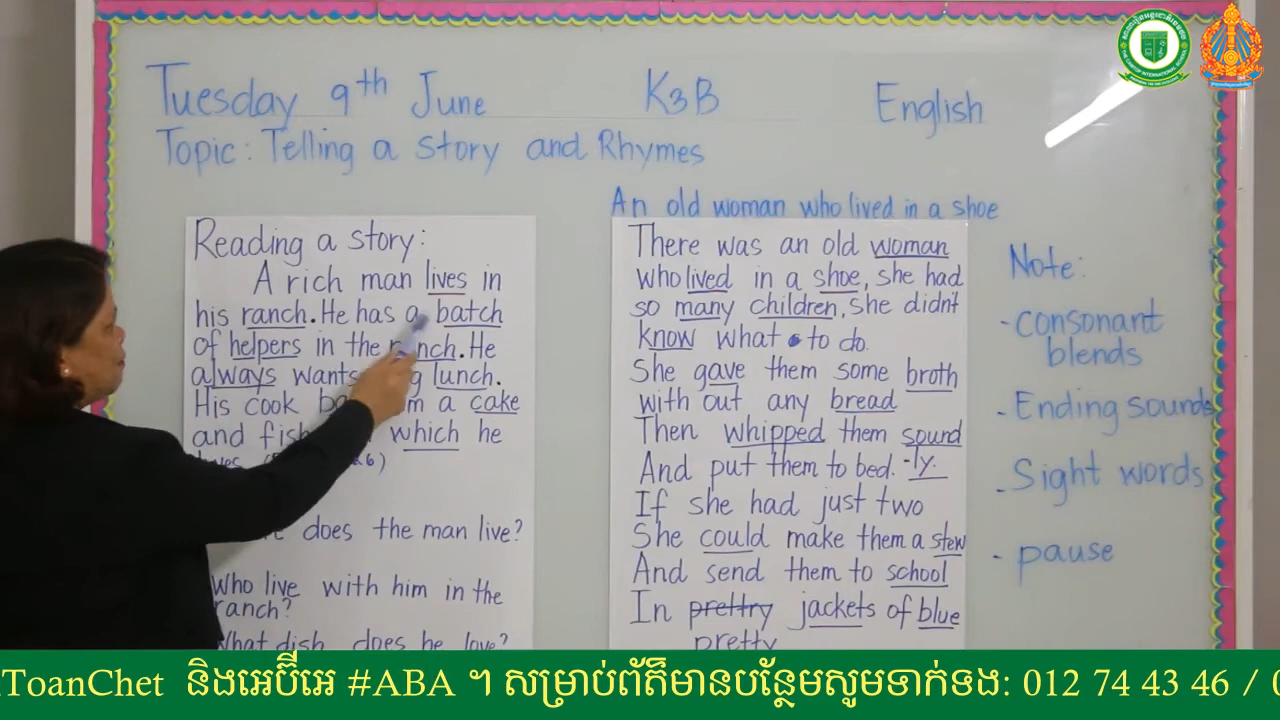 Tuesday 9th June K3B English
Topic: Telling a story and Rhymes
An old woman who lived in a shoe
Reading a story:
A rich man lives in
his ranch. He has a batch
of helpers in the ranch. He
always wants lunch.
His cook a cake
and which he
does the man live?
who live with him in the
ranch?
What dish does he love?
There was an old woman
who lived in a shoe, she had
so many children, she didn't
know what to do.
She gave them some broth
with out any bread
Then whipped them sound
And put them to bed. -ly.
If she had just two
She could make them a stew
And send them to school
In prettry jackets of blue
pretty
Note:
- consonant
blends
- Ending sounds
- Sight words
- pause
ToanChet និងអេប៊ីអេ #ABA ។ សម្រាប់ព័ត៌មានបន្ថែមសូមទាក់ទង: 012 74 43 46 /